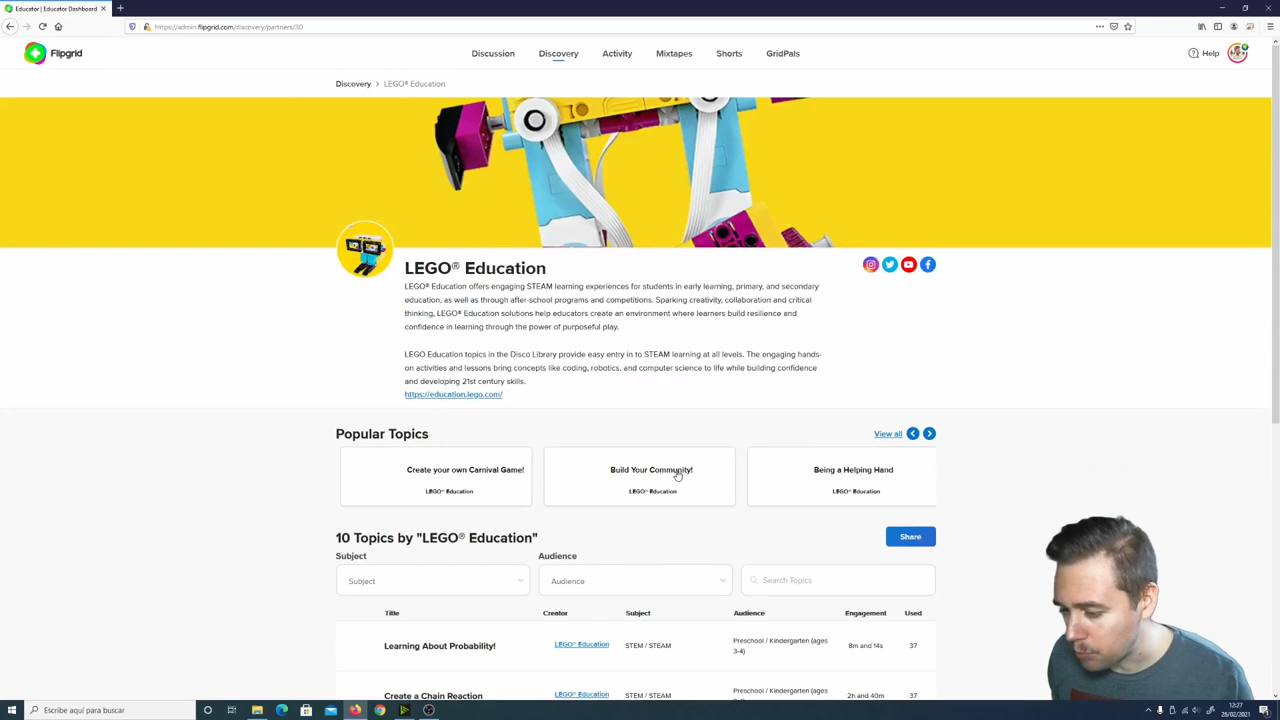 Educator | Educator Dashboard
https://admin.flipgrid.com/discovery/partners/30
Flipgrid
Discussion Discovery Activity Mixtapes Shorts GridPals
Help
Discovery > LEGO® Education
LEGO® Education
LEGO® Education offers engaging STEAM learning experiences for students in early learning, primary, and secondary
education, as well as through after-school programs and competitions. Sparking creativity, collaboration and critical
thinking, LEGO® Education solutions help educators create an environment where learners build resilience and
confidence in learning through the power of purposeful play.
LEGO Education topics in the Disco Library provide easy entry in to STEAM learning at all levels. The engaging hands-
on activities and lessons bring concepts like coding, robotics, and computer science to life while building confidence
and developing 21st century skills.
https://education.lego.com/
Popular Topics
View all
Create your own Carnival Game!
LEGO® Education
Build Your Community!
LEGO® Education
Being a Helping Hand
LEGO® Education
10 Topics by "LEGO® Education"
Share
Subject Audience
Subject Audience Search Topics
Title Creator Subject Audience Engagement Used
Learning About Probability! LEGO® Education STEM / STEAM Preschool / Kindergarten (ages 3-4) 8m and 14s 37
Create a Chain Reaction LEGO® Education STEM / STEAM Preschool / Kindergarten (ages 2h and 40m 37
Escribe aquí para buscar
12:27
26/02/2021